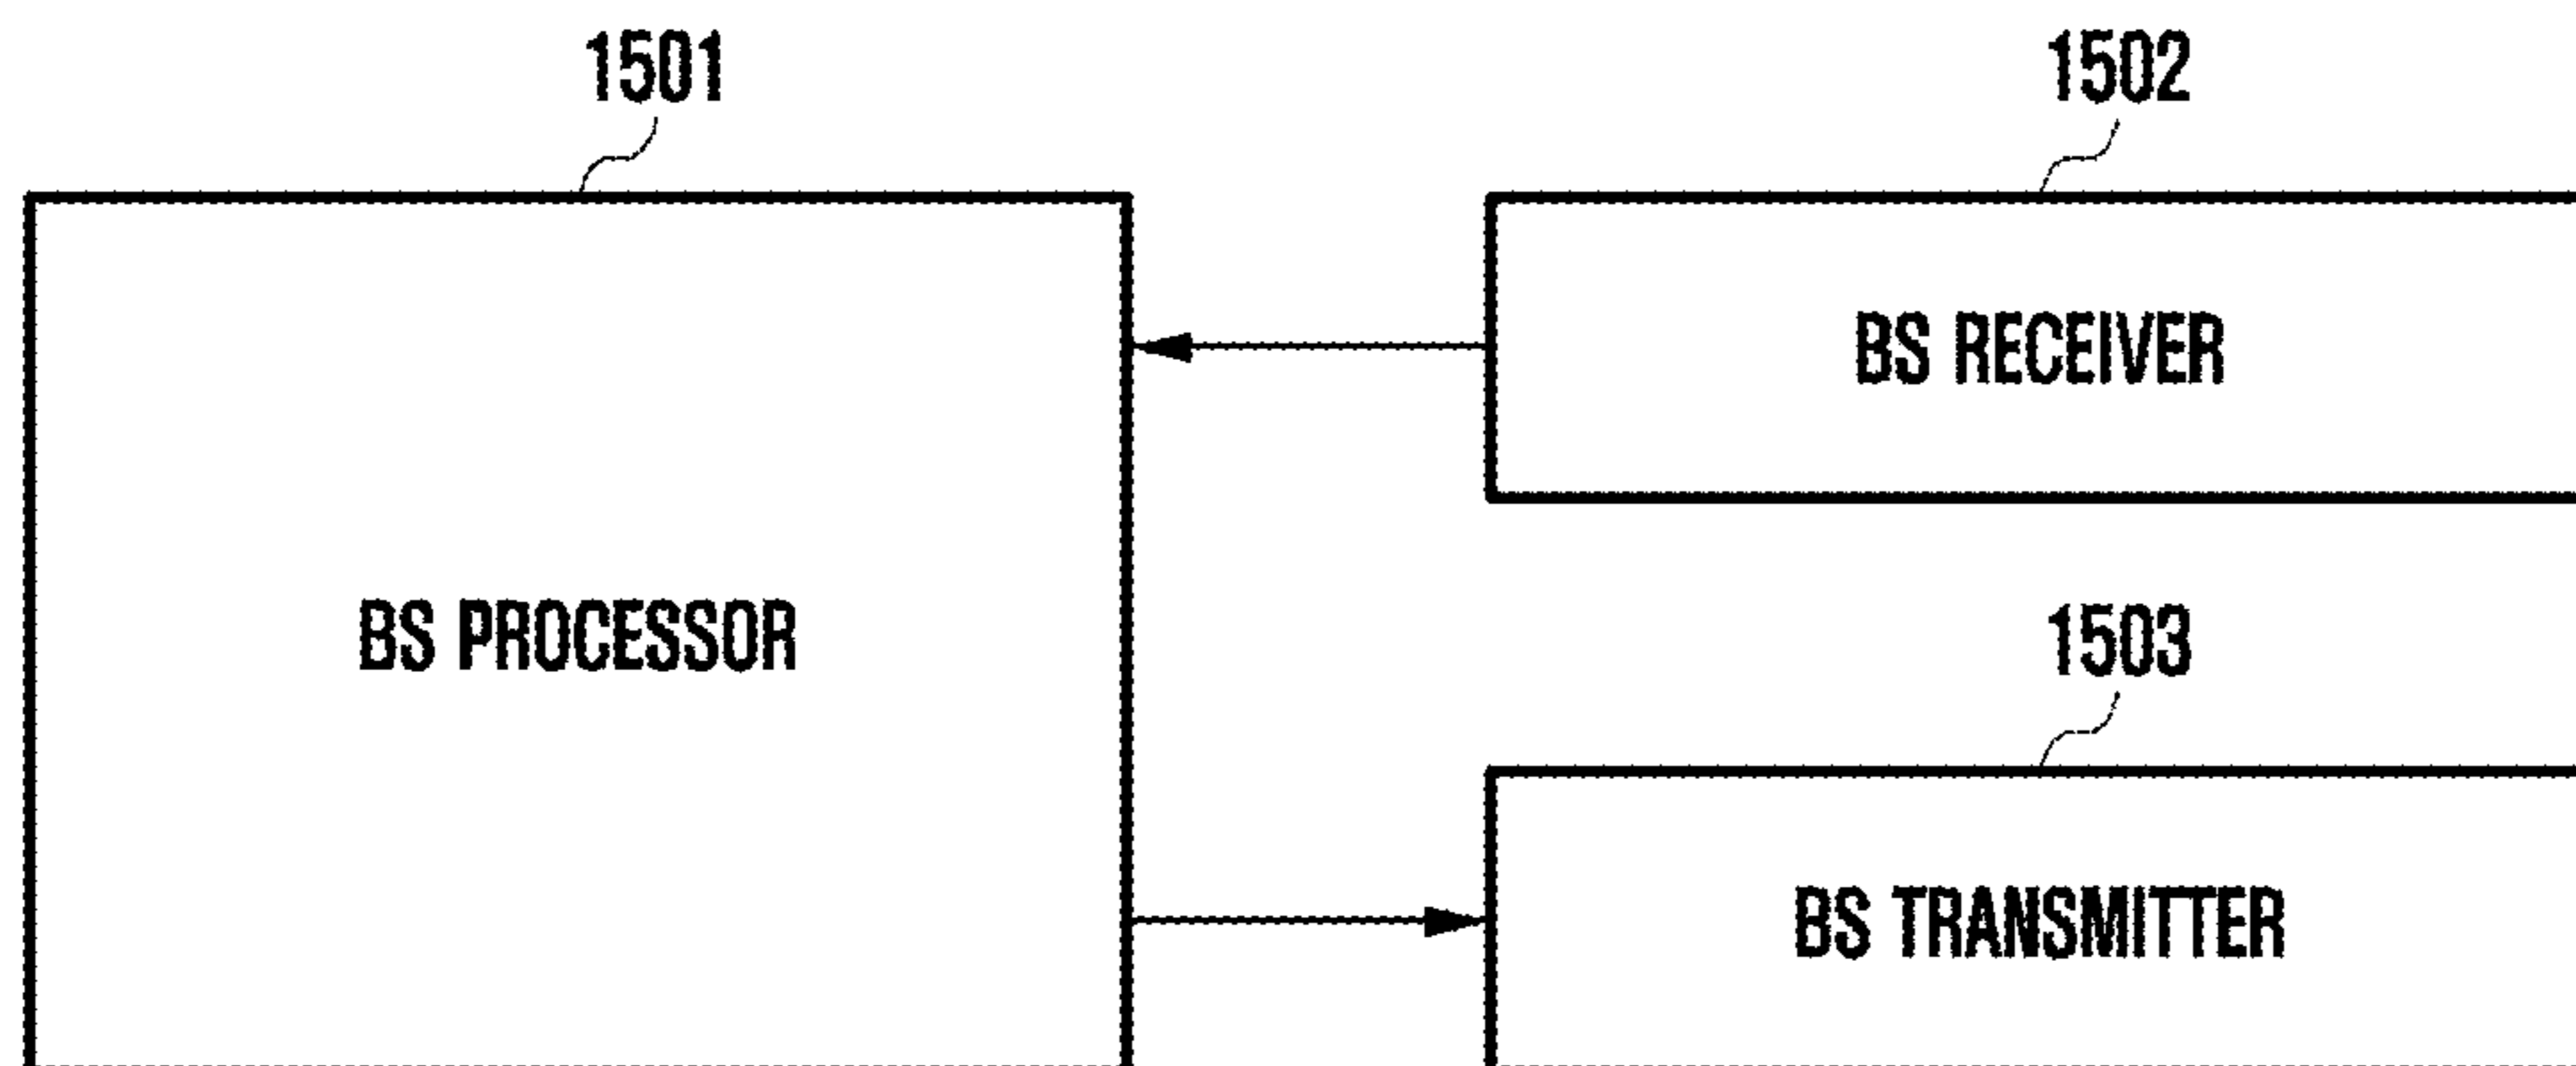 1501
1502
BS RECEIVER
BS PROCESSOR
1503
BS TRANSMITTER